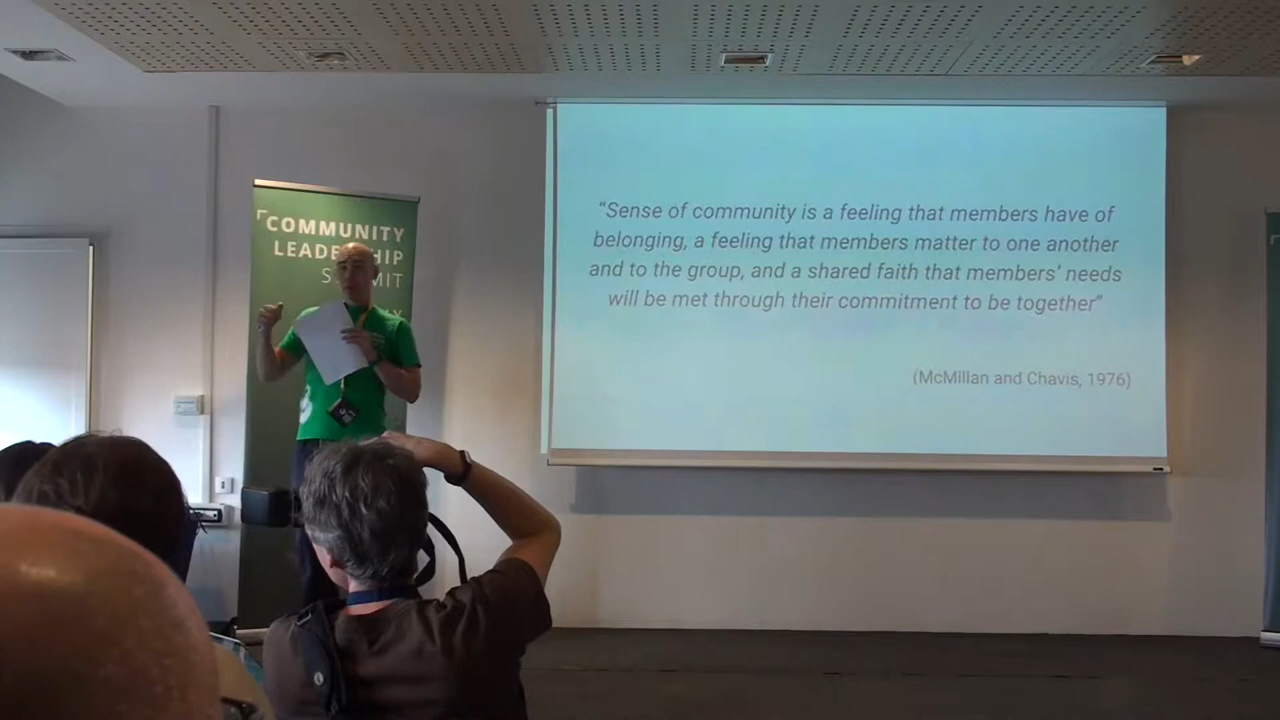 COMMUNITY
LEADERSHIP
SUMMIT
“Sense of community is a feeling that members have of
belonging, a feeling that members matter to one another
and to the group, and a shared faith that members’ needs
will be met through their commitment to be together”
(McMillan and Chavis, 1976)